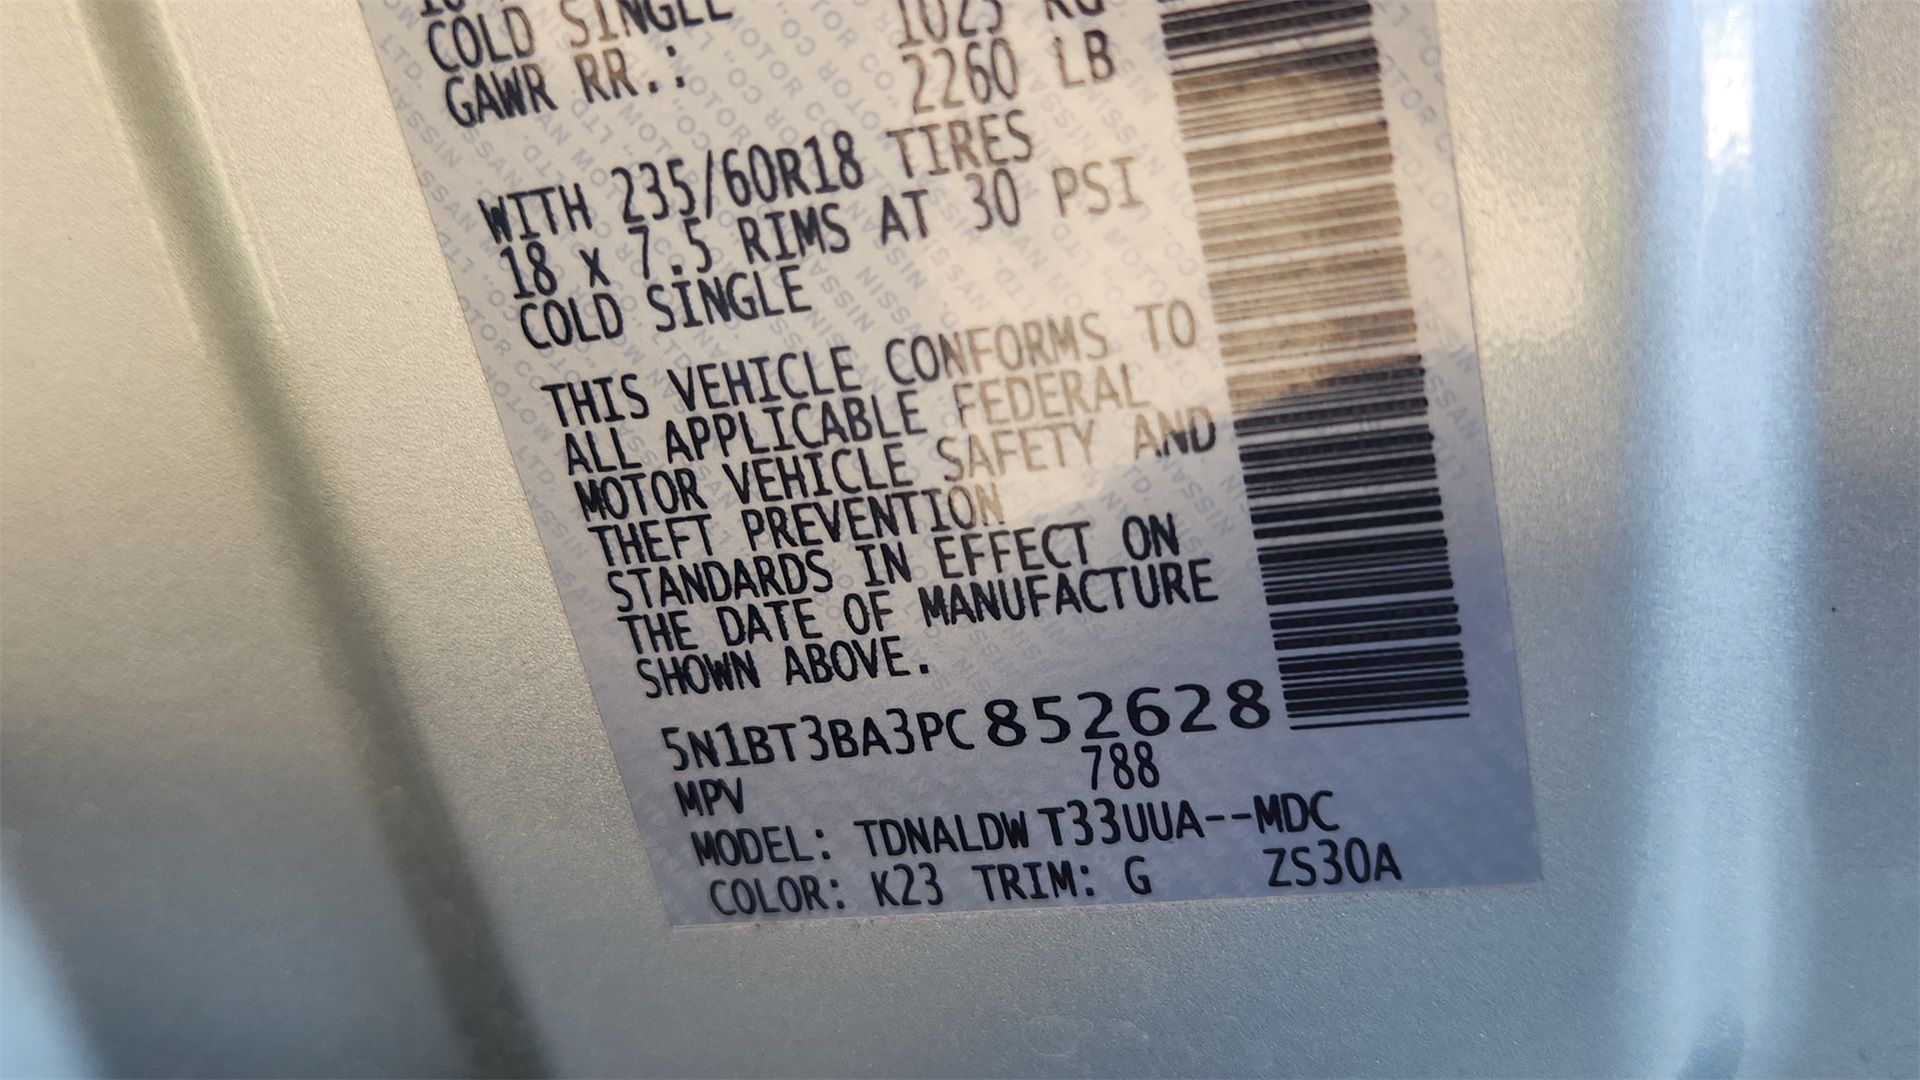 COLD SINGLE 1025 KG
GAWR RR.: 2260 LB
WITH 235/60R18 TIRES
18 x 7.5 RIMS AT 30 PSI
COLD SINGLE
THIS VEHICLE CONFORMS TO
ALL APPLICABLE FEDERAL
MOTOR VEHICLE SAFETY AND
THEFT PREVENTION
STANDARDS IN EFFECT ON
THE DATE OF MANUFACTURE
SHOWN ABOVE.
5N1BT3BA3PC852628
MPV 788
MODEL: TDNALDW T33UUA--MDC
COLOR: K23 TRIM: G ZS30A